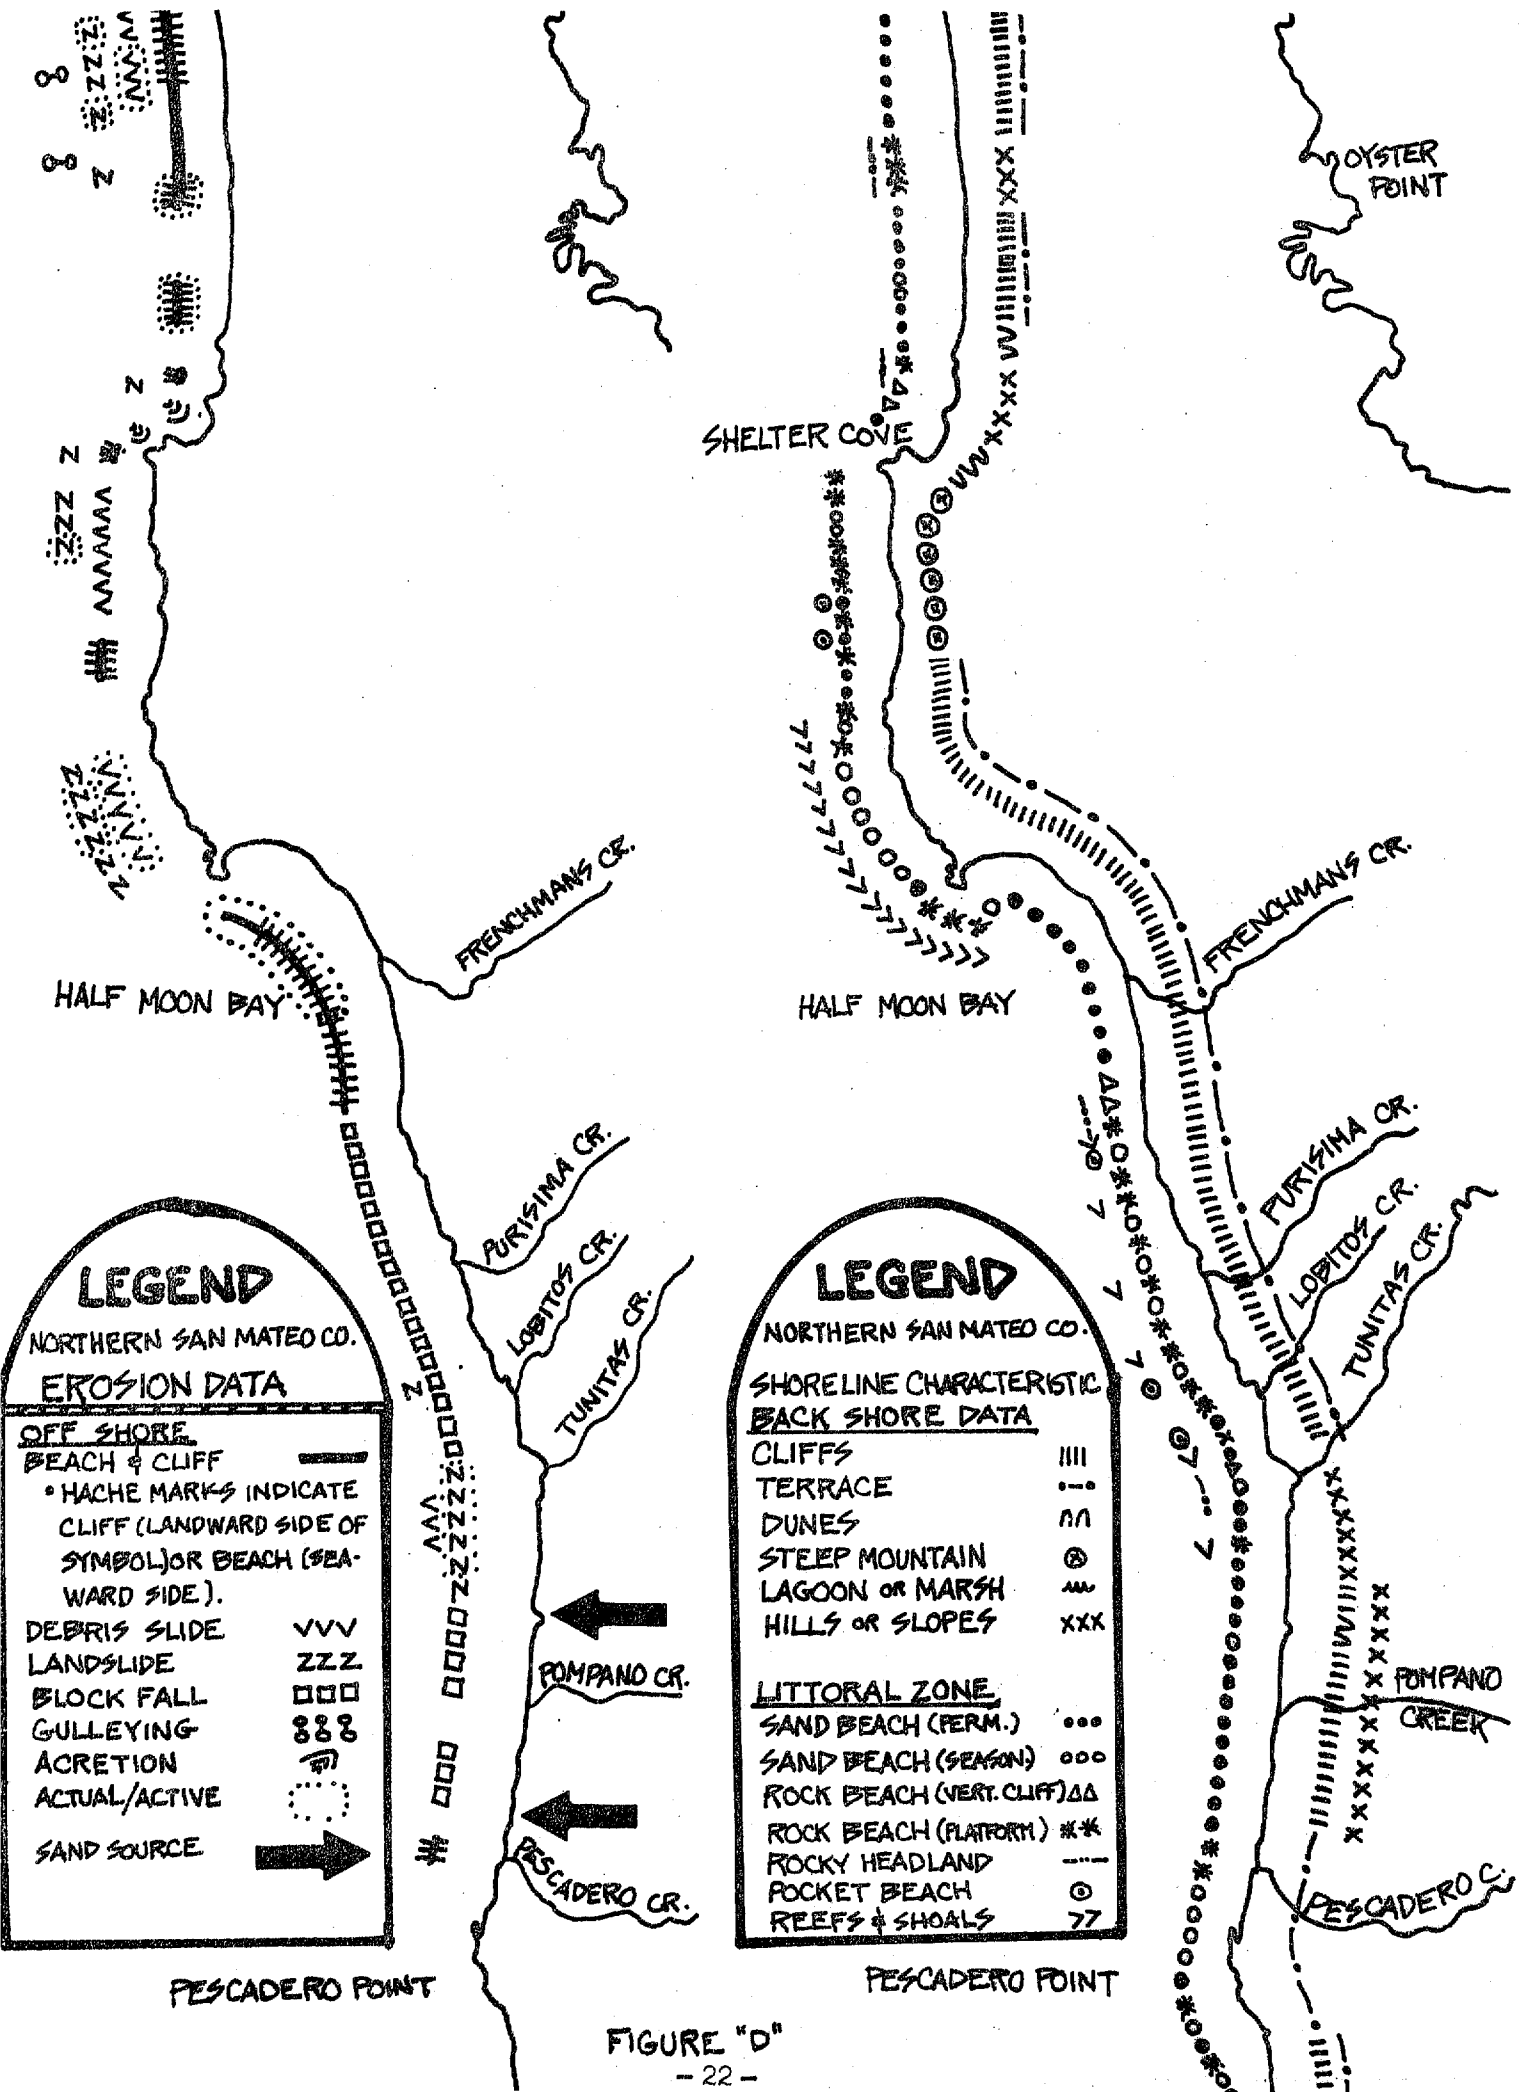 OYSTER
POINT
SHELTER COVE
FRENCHMANS CR.
HALF MOON BAY
PURISIMA CR.
LOBITOS CR.
TUNITAS CR.
POMPANO CR.
PESCADERO CR.
PESCADERO POINT
LEGEND
NORTHERN SAN MATEO CO.
EROSION DATA
OFF SHORE
BEACH & CLIFF
• HACHE MARKS INDICATE
CLIFF (LANDWARD SIDE OF
SYMBOL) OR BEACH (SEA-
WARD SIDE).
DEBRIS SLIDE VVV
LANDSLIDE ZZZ
BLOCK FALL
GULLEYING
ACRETION
ACTUAL/ACTIVE
SAND SOURCE
FRENCHMANS CR.
HALF MOON BAY
PURISIMA CR.
LOBITOS CR.
TUNITAS CR.
POMPANO
CREEK
PESCADERO C.
PESCADERO POINT
LEGEND
NORTHERN SAN MATEO CO.
SHORELINE CHARACTERISTIC
BACK SHORE DATA
CLIFFS
TERRACE
DUNES
STEEP MOUNTAIN
LAGOON OR MARSH
HILLS OR SLOPES XXX
LITTORAL ZONE
SAND BEACH (PERM.)
SAND BEACH (SEASON)
ROCK BEACH (VERT. CLIFF)
ROCK BEACH (PLATFORM)
ROCKY HEADLAND
POCKET BEACH
REEFS & SHOALS
FIGURE "D"
- 22 -